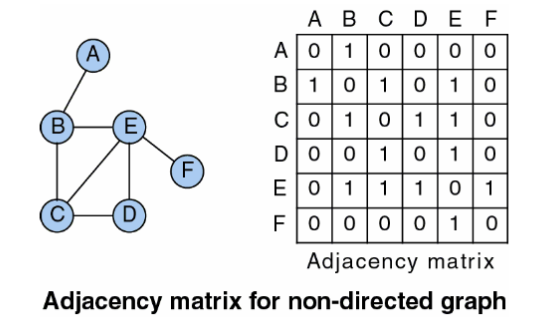 A
B E
F
C D
A B C D E F
A 0 1 0 0 0 0
B 1 0 1 0 1 0
C 0 1 0 1 1 0
D 0 0 1 0 1 0
E 0 1 1 1 0 1
F 0 0 0 0 1 0
Adjacency matrix
Adjacency matrix for non-directed graph